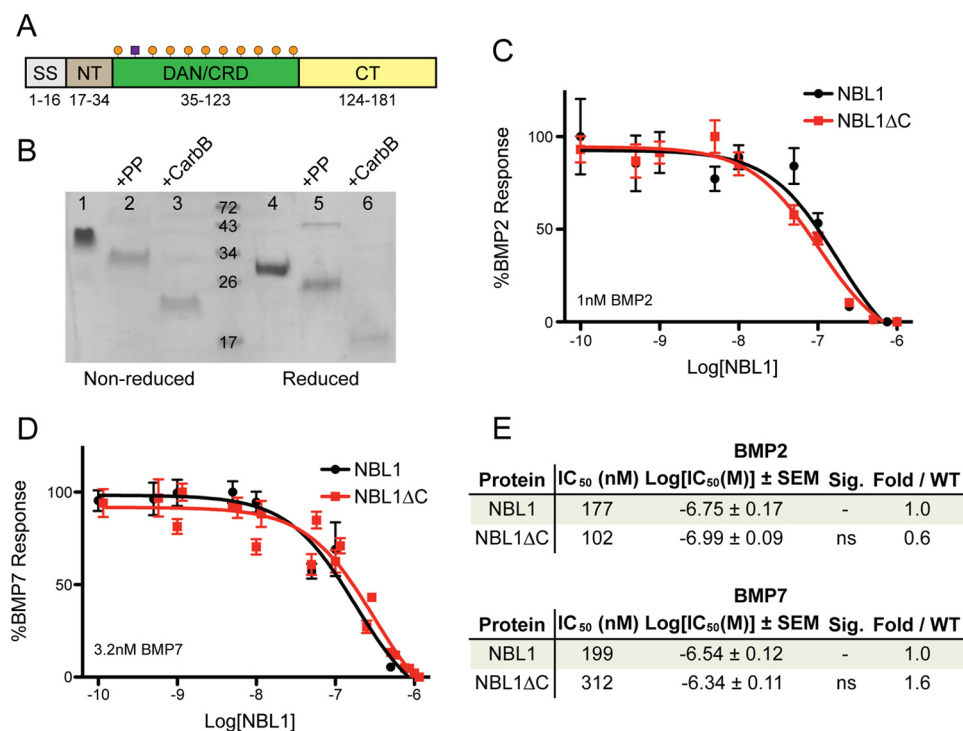 A
SS NT DAN/CRD CT
1-16 17-34 35-123 124-181
B
+PP +CarbB +PP +CarbB
1 2 3 72 4 5 6
43
34
26
17
Non-reduced Reduced
C
NBL1
NBL1ΔC
%BMP2 Response
100
50
0
1nM BMP2
-10 -9 -8 -7 -6
Log[NBL1]
D
NBL1
NBL1ΔC
%BMP7 Response
100
50
0
3.2nM BMP7
-10 -9 -8 -7 -6
Log[NBL1]
E
BMP2
Protein IC50 (nM) Log[IC50(M)] ± SEM Sig. Fold / WT
NBL1 177 -6.75 ± 0.17 - 1.0
NBL1ΔC 102 -6.99 ± 0.09 ns 0.6
BMP7
Protein IC50 (nM) Log[IC50(M)] ± SEM Sig. Fold / WT
NBL1 199 -6.54 ± 0.12 - 1.0
NBL1ΔC 312 -6.34 ± 0.11 ns 1.6